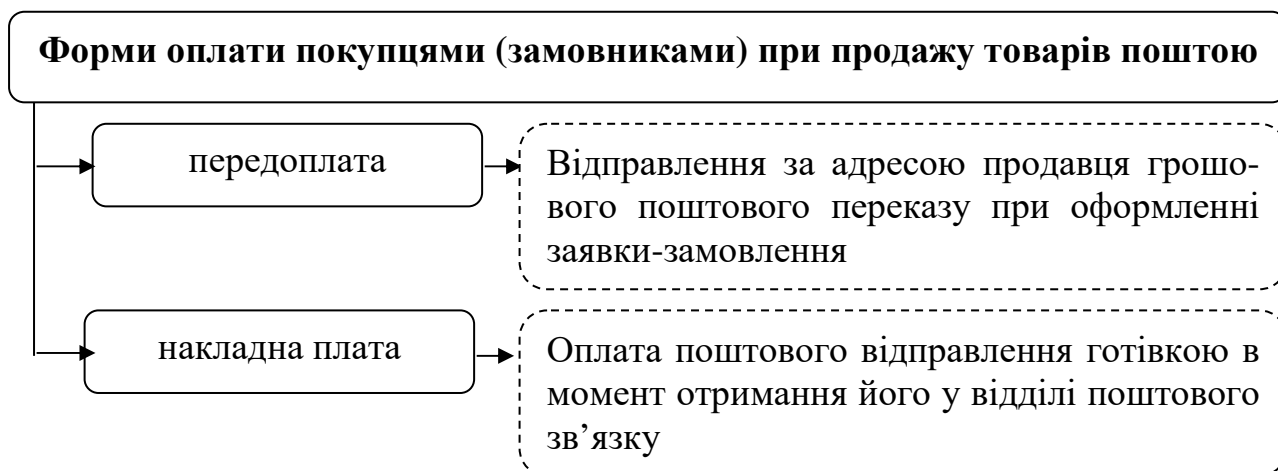 Форми оплати покупцями (замовниками) при продажу товарів поштою
передоплата
Відправлення за адресою продавця грошо-
вого поштового переказу при оформленні
заявки-замовлення
накладна плата
Оплата поштового відправлення готівкою в
момент отримання його у відділі поштового
зв’язку